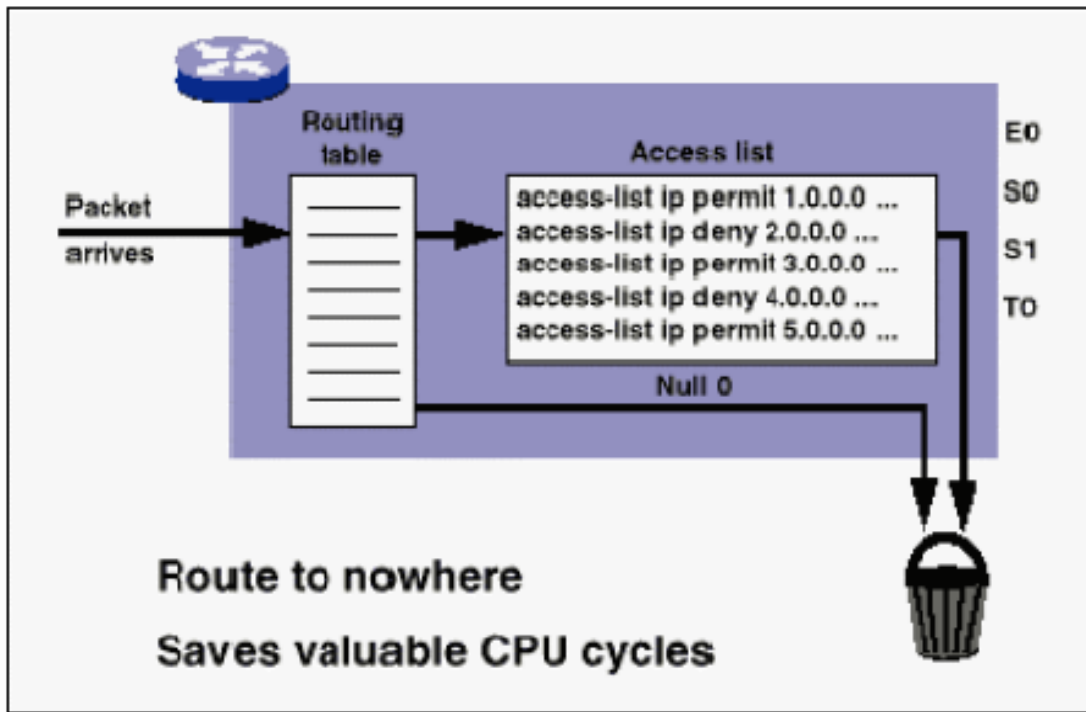 Routing
table
Access list
E0
S0
S1
T0
Packet
arrives
access-list ip permit 1.0.0.0 ...
access-list ip deny 2.0.0.0 ...
access-list ip permit 3.0.0.0 ...
access-list ip deny 4.0.0.0 ...
access-list ip permit 5.0.0.0 ...
Null 0
Route to nowhere
Saves valuable CPU cycles